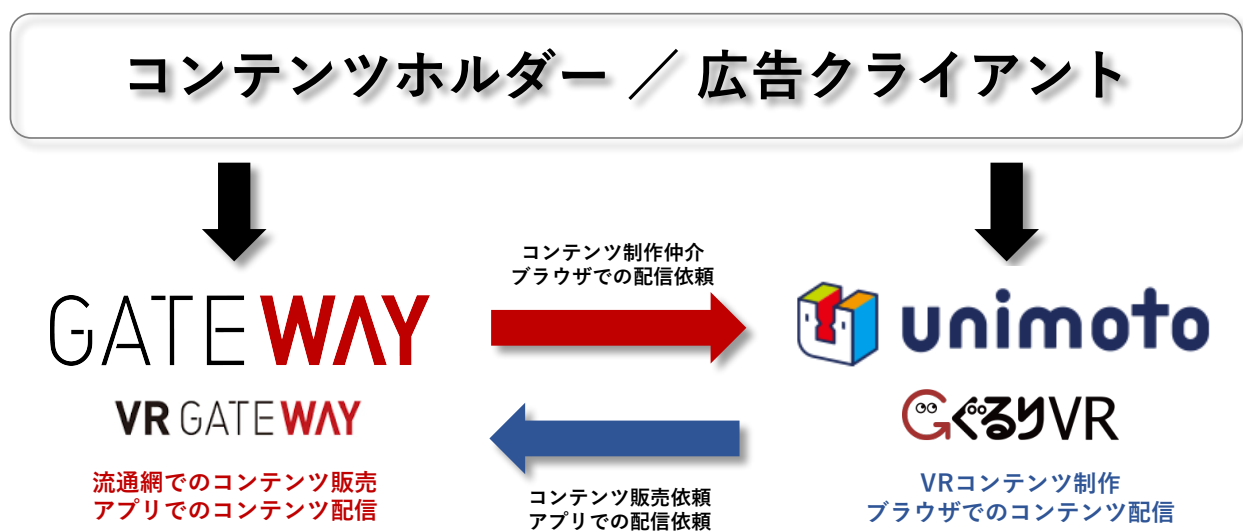 コンテンツホルダー ／ 広告クライアント
コンテンツ制作仲介
ブラウザでの配信依頼
GATEWAY
unimoto
VR GATEWAY
ぐるりVR
流通網でのコンテンツ販売
アプリでのコンテンツ配信
コンテンツ販売依頼
アプリでの配信依頼
VRコンテンツ制作
ブラウザでのコンテンツ配信